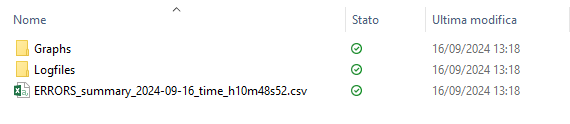 Nome Stato Ultima modifica
Graphs 16/09/2024 13:18
Logfiles 16/09/2024 13:18
ERRORS_summary_2024-09-16_time_h10m48s52.csv 16/09/2024 13:18